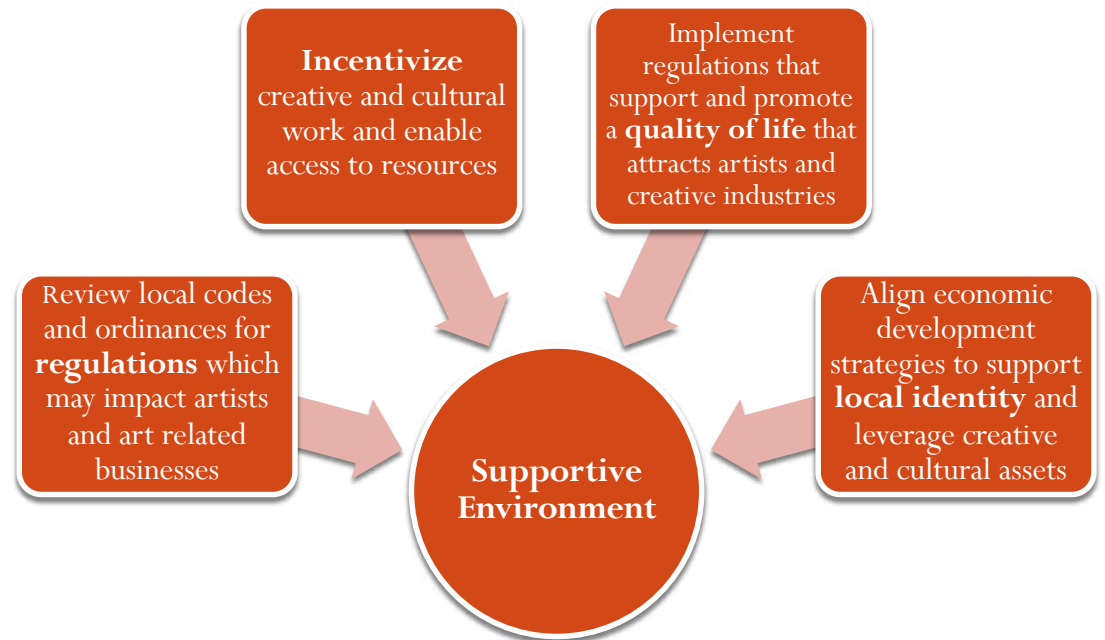 Incentivize
creative and cultural
work and enable
access to resources
Implement
regulations that
support and promote
a quality of life that
attracts artists and
creative industries
Review local codes
and ordinances for
regulations which
may impact artists
and art related
businesses
Align economic
development
strategies to support
local identity and
leverage creative
and cultural assets
Supportive
Environment